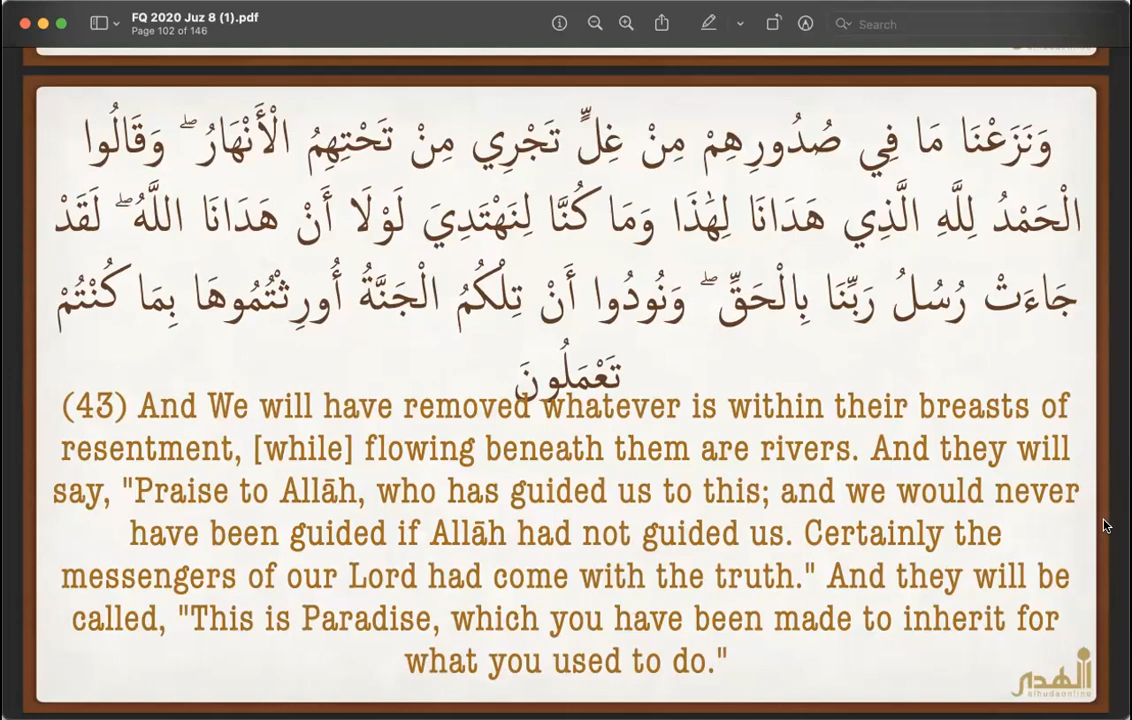 FQ 2020 Juz 8 (1).pdf
Page 102 of 146
Search
وَنَزَعْنَا مَا فِي صُدُورِهِمْ مِنْ غِلٍّ تَجْرِي مِنْ تَحْتِهِمُ الْأَنْهَارُ ۖ وَقَالُوا
الْحَمْدُ لِلَّهِ الَّذِي هَدَانَا لِهَٰذَا وَمَا كُنَّا لِنَهْتَدِيَ لَوْلَا أَنْ هَدَانَا اللَّهُ ۖ لَقَدْ
جَاءَتْ رُسُلُ رَبِّنَا بِالْحَقِّ ۖ وَنُودُوا أَنْ تِلْكُمُ الْجَنَّةُ أُورِثْتُمُوهَا بِمَا كُنْتُمْ
تَعْمَلُونَ
(43) And We will have removed whatever is within their breasts of
resentment, [while] flowing beneath them are rivers. And they will
say, "Praise to Allāh, who has guided us to this; and we would never
have been guided if Allāh had not guided us. Certainly the
messengers of our Lord had come with the truth." And they will be
called, "This is Paradise, which you have been made to inherit for
what you used to do."
الهدى
alhudaonline